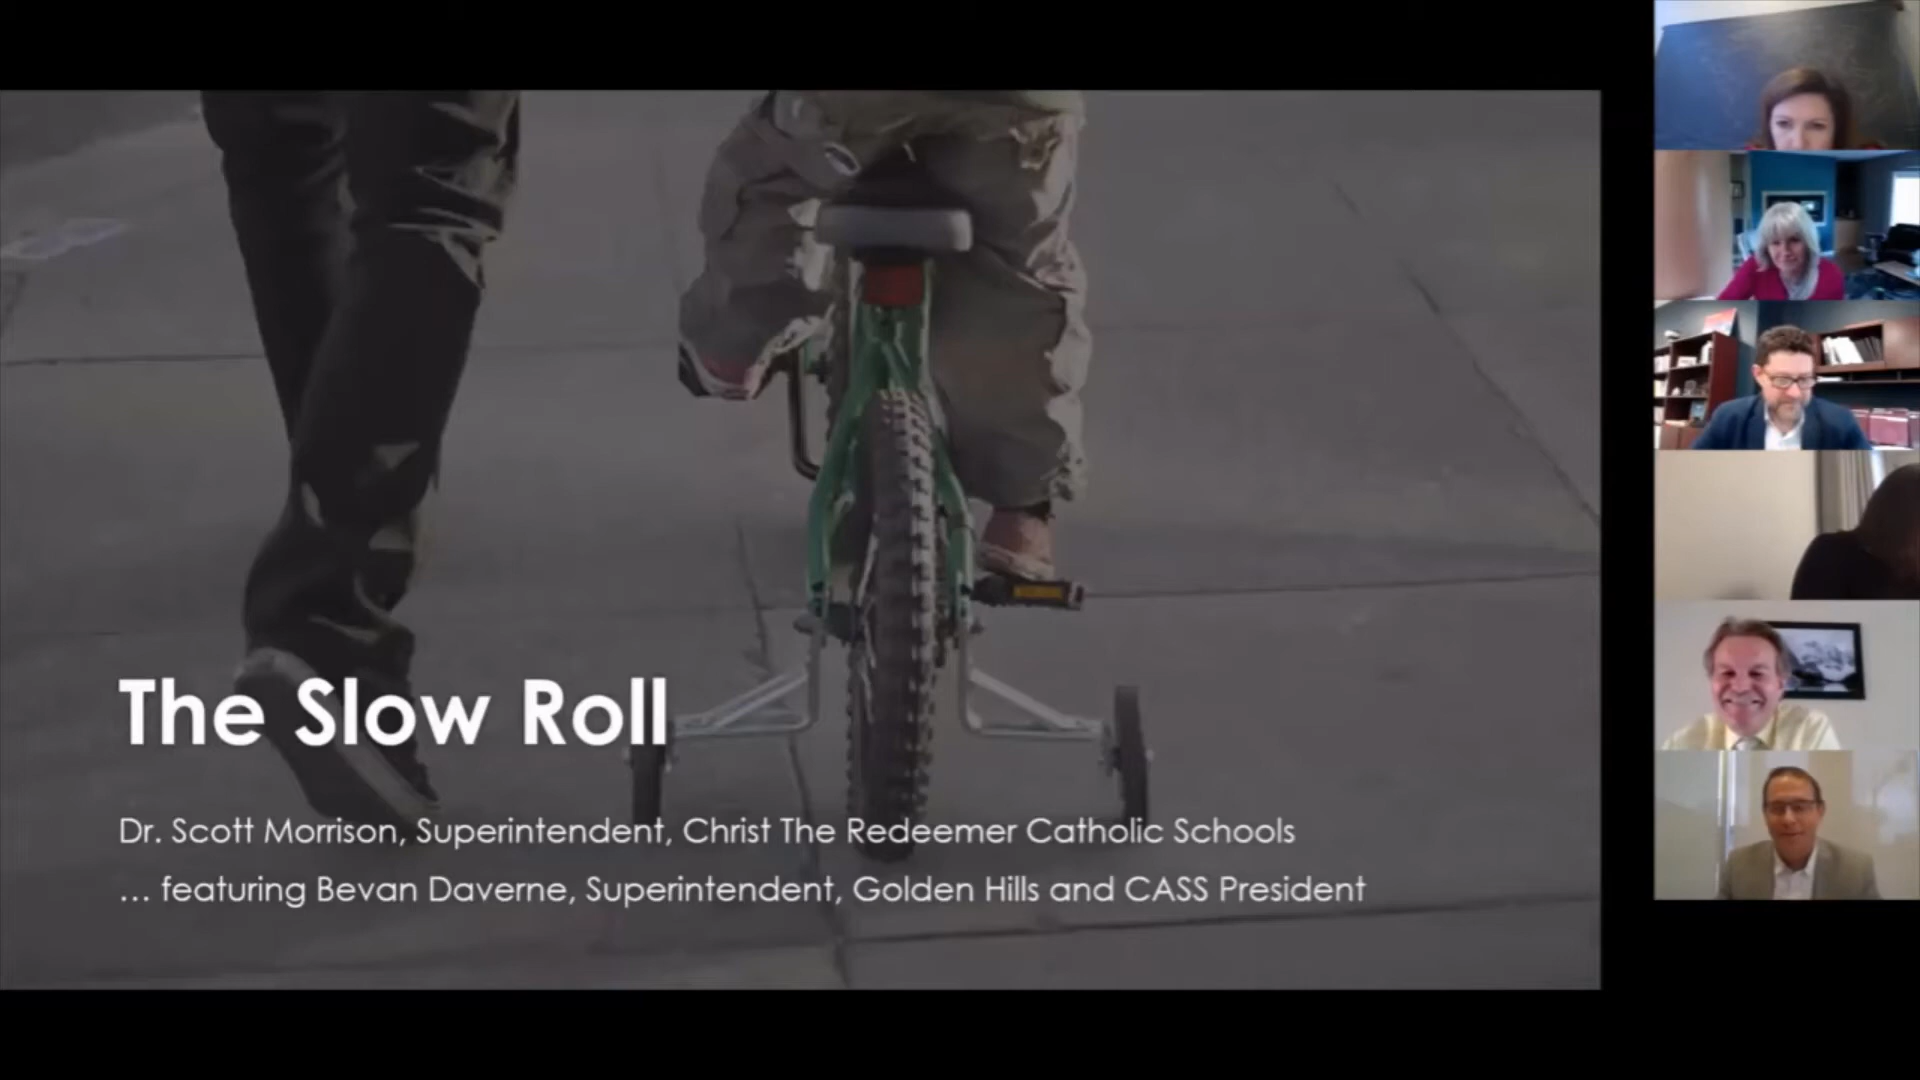 The Slow Roll
Dr. Scott Morrison, Superintendent, Christ The Redeemer Catholic Schools
... featuring Bevan Daverne, Superintendent, Golden Hills and CASS President